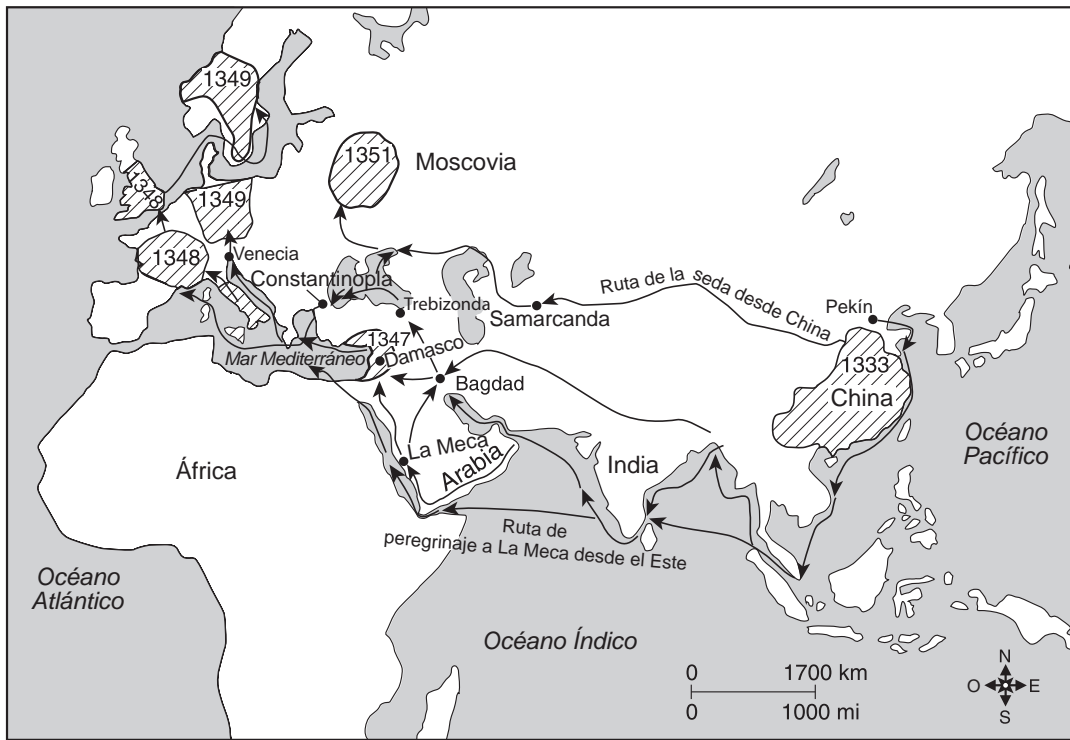 1349
1351
Moscovia
1348
1349
1348
Venecia
Constantinopla
Trebizonda
Samarcanda
Ruta de la seda desde China
Pekín
1333
China
1347
Damasco
Mar Mediterráneo
Bagdad
La Meca
Arabia
India
África
Océano
Pacífico
Ruta de
peregrinaje a La Meca desde el Este
Océano
Atlántico
Océano Índico
0 1700 km
0 1000 mi
N
O E
S